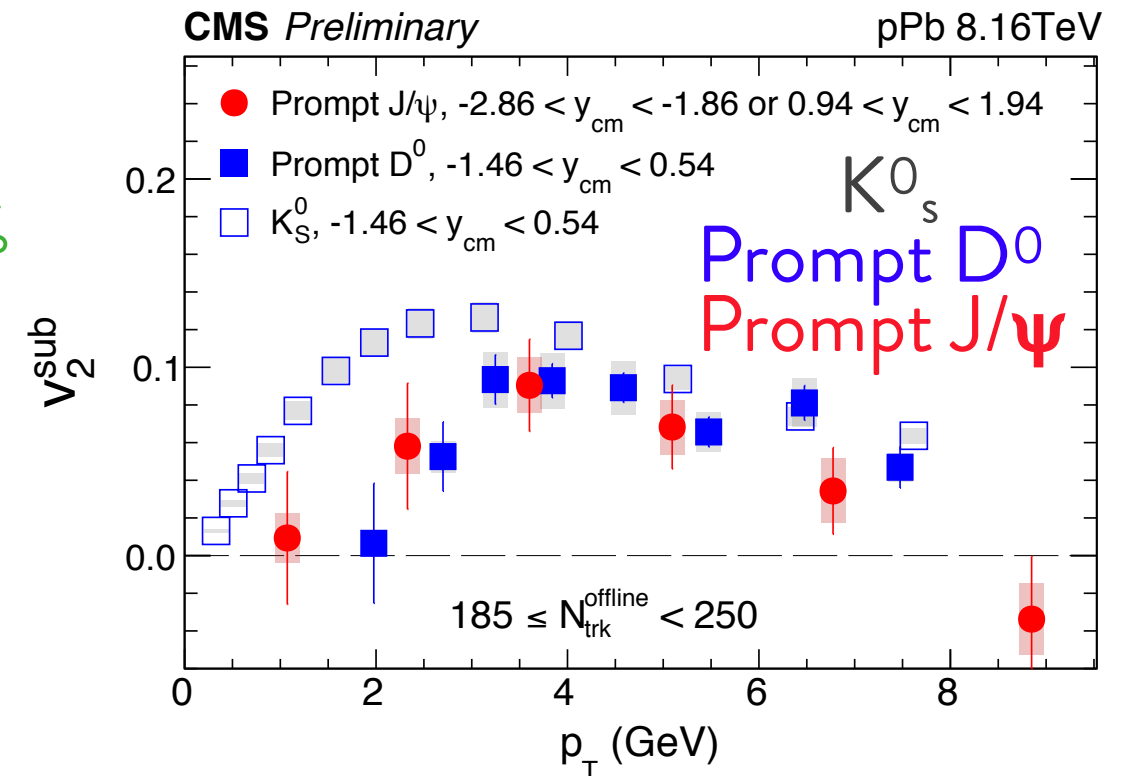 CMS Preliminary pPb 8.16TeV
Prompt J/ψ, -2.86 < y_cm < -1.86 or 0.94 < y_cm < 1.94
Prompt D^0, -1.46 < y_cm < 0.54
K_S^0, -1.46 < y_cm < 0.54
K^0_s
Prompt D^0
Prompt J/ψ
0.2
0.1
0.0
v_2^sub
185 ≤ N_trk^offline < 250
0 2 4 6 8
p_T (GeV)